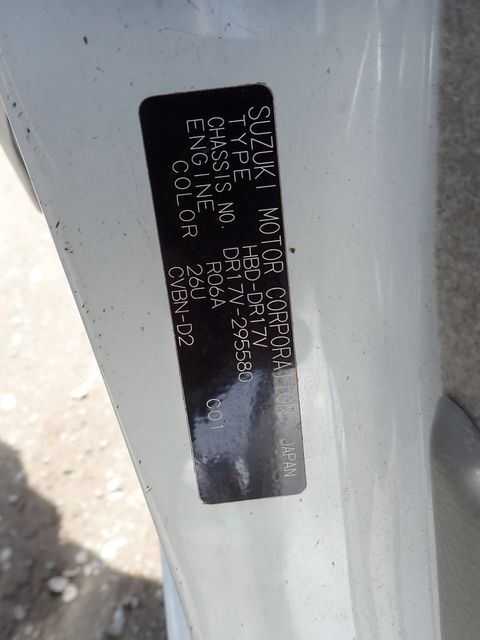 SUZUKI MOTOR CORPORATION JAPAN
TYPE HBD-DR17V
CHASSIS NO. DR17V-295580
ENGINE R06A C01
COLOR 26U
CVBN-D2